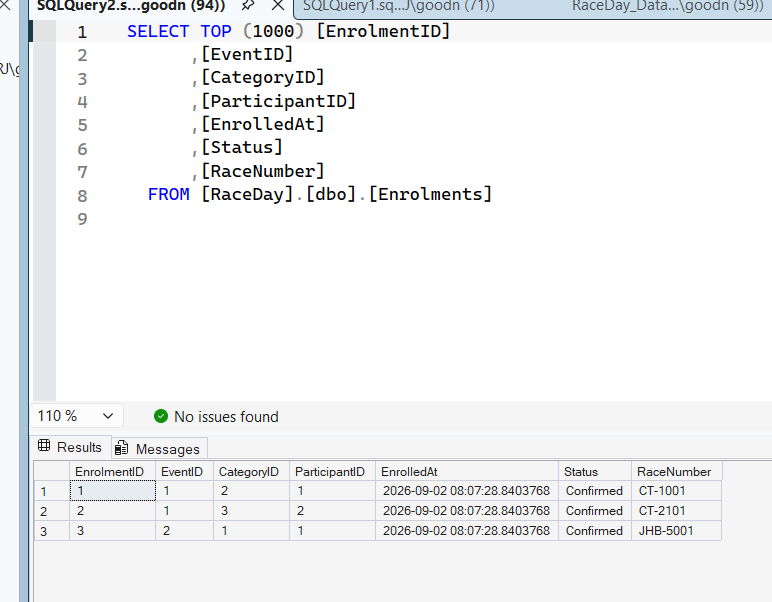 SQLQuery2.s...goodn (94)) SQLQuery1.sq...J\goodn (71)) RaceDay_Data...\goodn (59))
1 SELECT TOP (1000) [EnrolmentID]
2 ,[EventID]
3 ,[CategoryID]
4 ,[ParticipantID]
5 ,[EnrolledAt]
6 ,[Status]
7 ,[RaceNumber]
8 FROM [RaceDay].[dbo].[Enrolments]
9
110 % No issues found
Results Messages
EnrolmentID EventID CategoryID ParticipantID EnrolledAt Status RaceNumber
1 1 1 2 1 2026-09-02 08:07:28.8403768 Confirmed CT-1001
2 2 1 3 2 2026-09-02 08:07:28.8403768 Confirmed CT-2101
3 3 2 1 1 2026-09-02 08:07:28.8403768 Confirmed JHB-5001